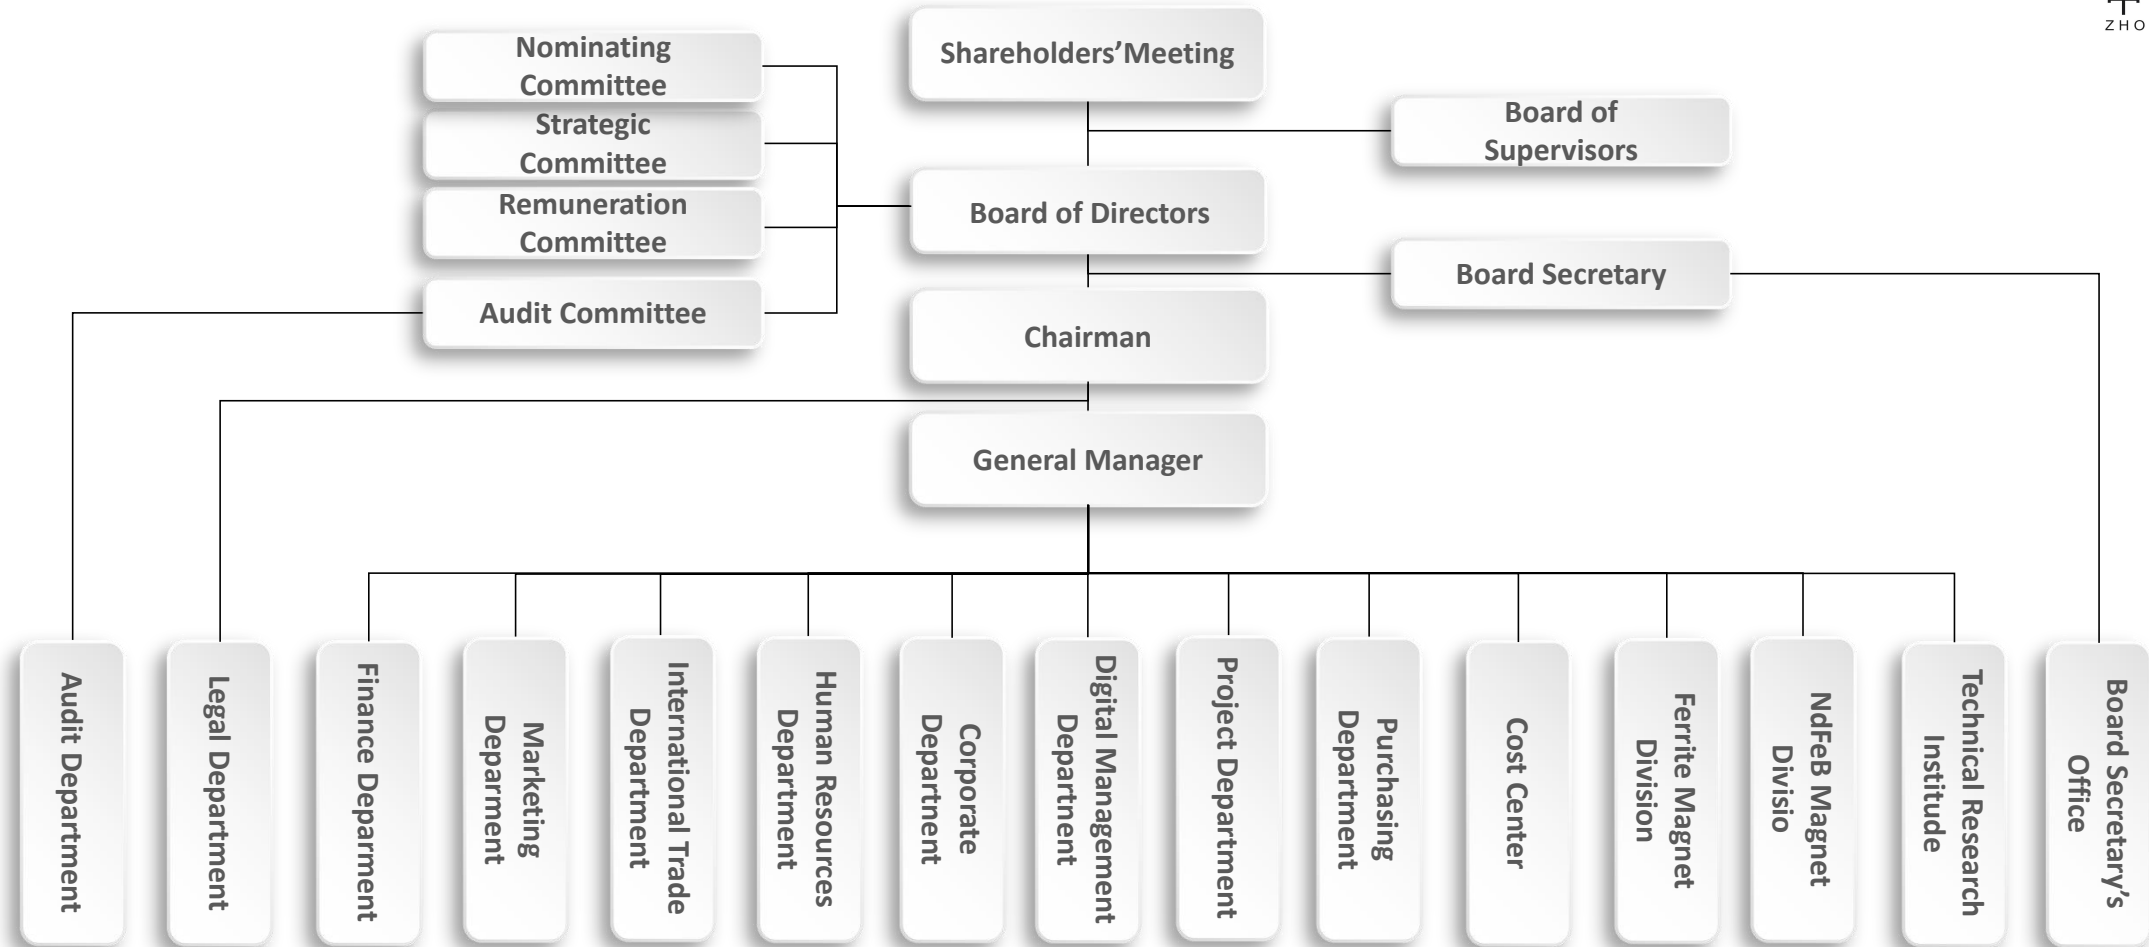 ZHO
Nominating
Committee
Shareholders'Meeting
Strategic
Committee
Board of
Supervisors
Remuneration
Committee
Board of Directors
Audit Committee
Board Secretary
Chairman
General Manager
Audit Department
Legal Department
Finance Deparment
Marketing
Deparment
International Trade
Department
Human Resources
Department
Corporate
Departnent
Digital Management
Department
Project Department
Purchasing
Department
Cost Center
Ferrite Magnet
Division
NdFeB Magnet
Divisio
Technical Research
Institude
Board Secretary's
Office